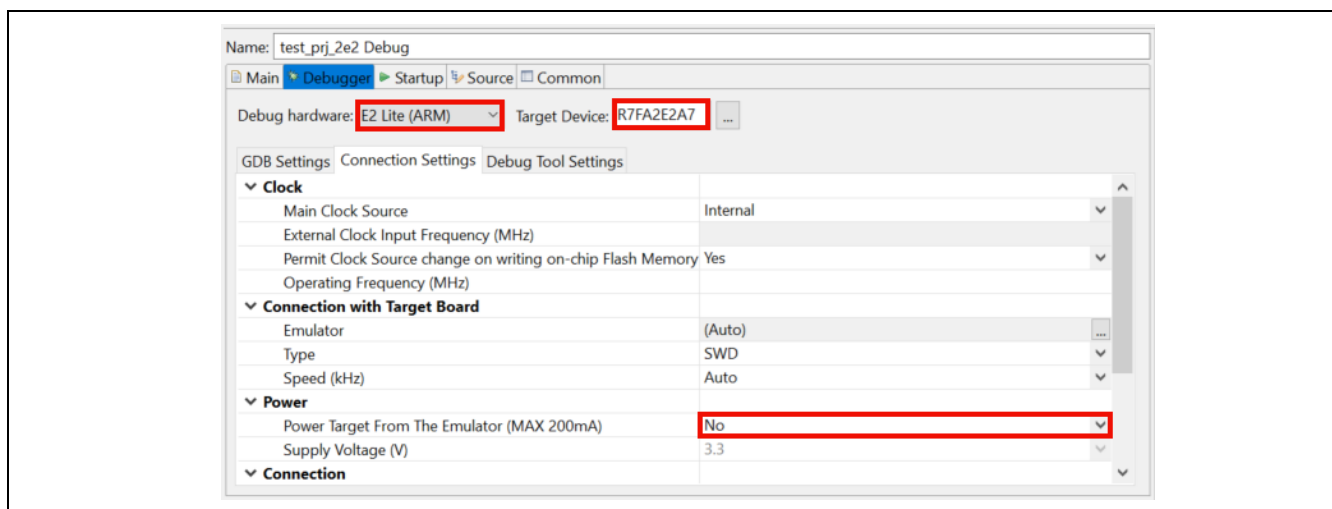 Name: test_prj_2e2 Debug
Main Debugger Startup Source Common
Debug hardware: E2 Lite (ARM) Target Device: R7FA2E2A7 ...
GDB Settings Connection Settings Debug Tool Settings
Clock
Main Clock Source Internal
External Clock Input Frequency (MHz)
Permit Clock Source change on writing on-chip Flash Memory Yes
Operating Frequency (MHz)
Connection with Target Board
Emulator (Auto) ...
Type SWD
Speed (kHz) Auto
Power
Power Target From The Emulator (MAX 200mA) No
Supply Voltage (V) 3.3
Connection